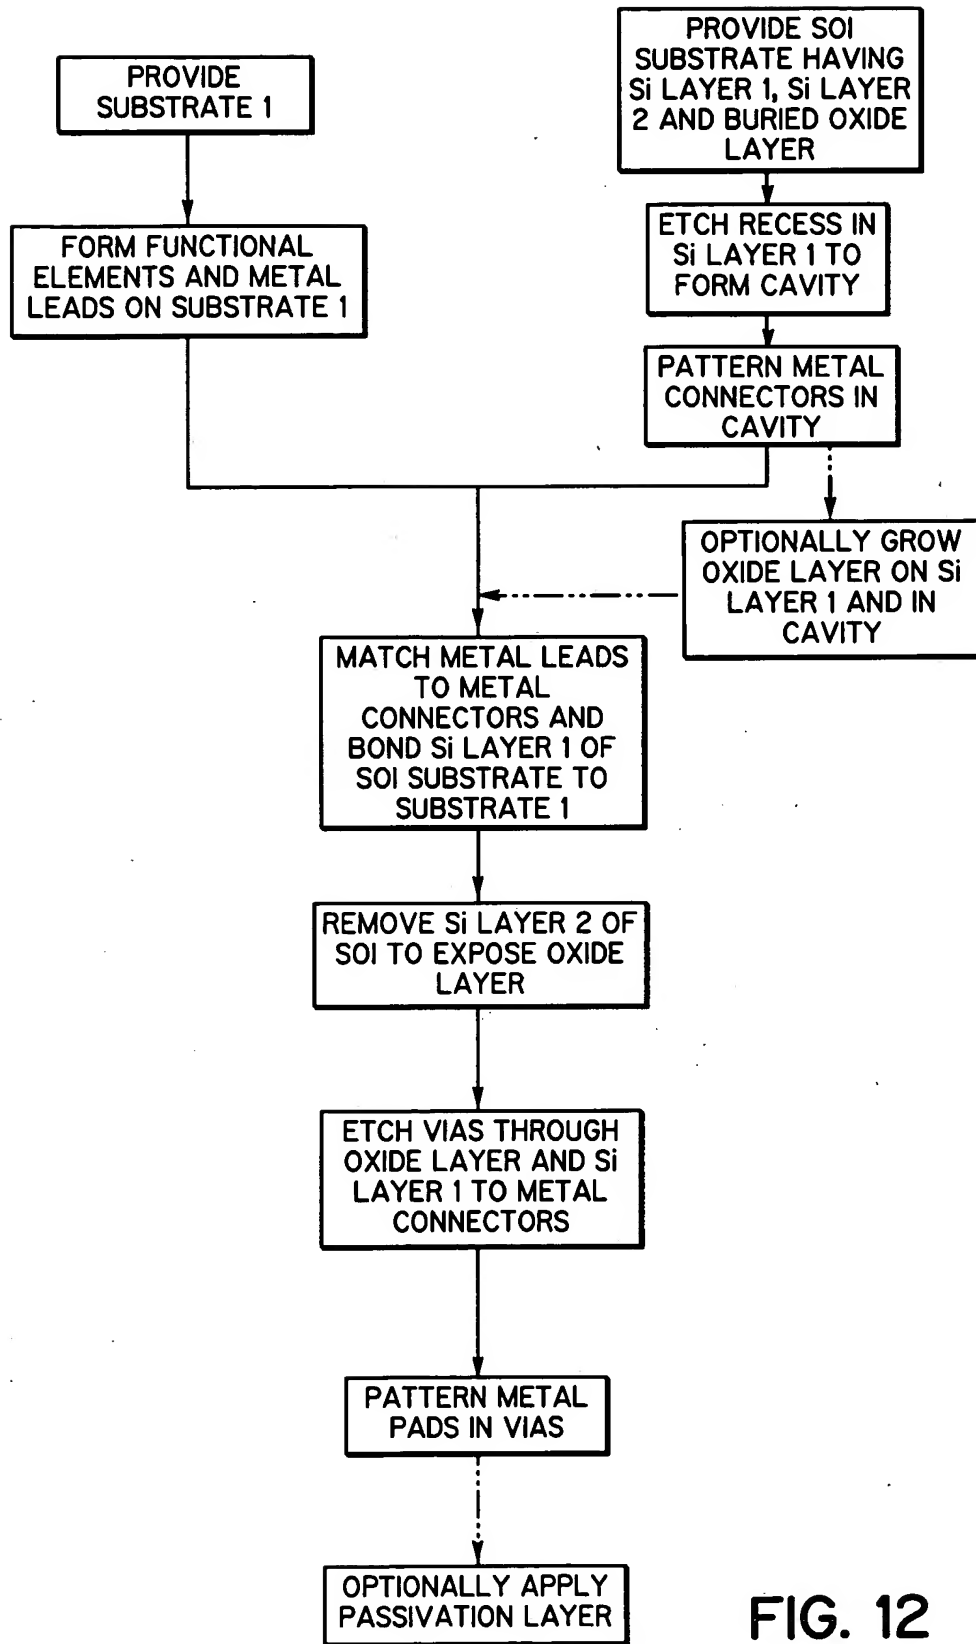 PROVIDE
SUBSTRATE 1
FORM FUNCTIONAL
ELEMENTS AND METAL
LEADS ON SUBSTRATE 1
PROVIDE SOI
SUBSTRATE HAVING
Si LAYER 1, Si LAYER
2 AND BURIED OXIDE
LAYER
ETCH RECESS IN
Si LAYER 1 TO
FORM CAVITY
PATTERN METAL
CONNECTORS IN
CAVITY
OPTIONALLY GROW
OXIDE LAYER ON Si
LAYER 1 AND IN
CAVITY
MATCH METAL LEADS
TO METAL
CONNECTORS AND
BOND Si LAYER 1 OF
SOI SUBSTRATE TO
SUBSTRATE 1
REMOVE Si LAYER 2 OF
SOI TO EXPOSE OXIDE
LAYER
ETCH VIAS THROUGH
OXIDE LAYER AND Si
LAYER 1 TO METAL
CONNECTORS
PATTERN METAL
PADS IN VIAS
OPTIONALLY APPLY
PASSIVATION LAYER
FIG. 12